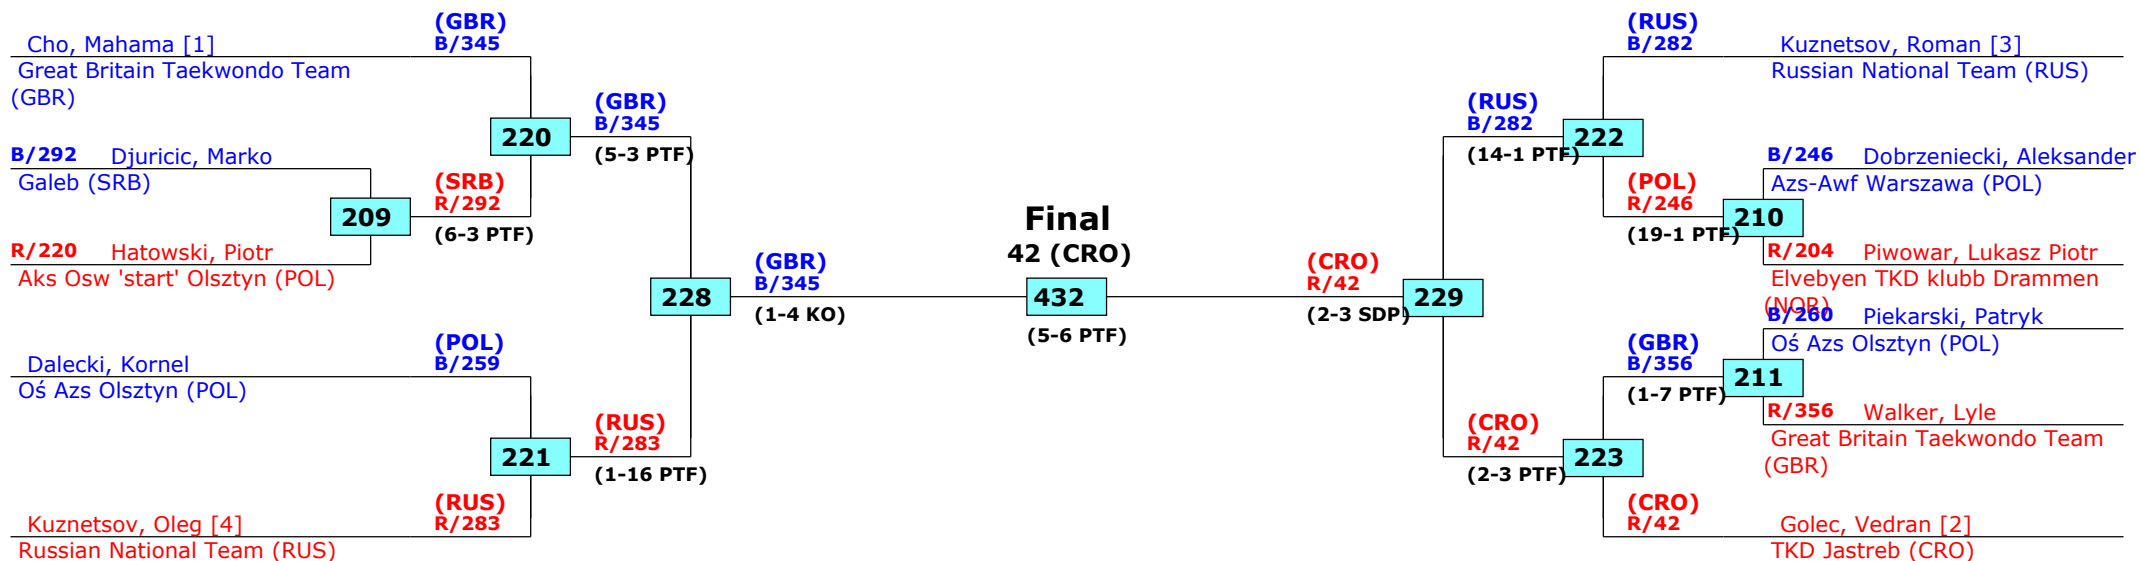 (GBR)
B/345
Cho, Mahama [1]
Great Britain Taekwondo Team
(GBR)
220
(GBR)
B/345
(5-3 PTF)
B/292 Djuricic, Marko
Galeb (SRB)
209
(SRB)
R/292
(6-3 PTF)
R/220 Hatowski, Piotr
Aks Osw 'start' Olsztyn (POL)
228
(GBR)
B/345
(1-4 KO)
(POL)
B/259
Dalecki, Kornel
Oś Azs Olsztyn (POL)
221
(RUS)
R/283
(1-16 PTF)
(RUS)
R/283
Kuznetsov, Oleg [4]
Russian National Team (RUS)
Final
42 (CRO)
432
(5-6 PTF)
(RUS)
B/282
Kuznetsov, Roman [3]
Russian National Team (RUS)
(RUS)
B/282
(14-1 PTF)
222
B/246 Dobrzeniecki, Aleksander
Azs-Awf Warszawa (POL)
(POL)
R/246
(19-1 PTF)
210
R/204 Piwowar, Lukasz Piotr
Elvebyen TKD klubb Drammen
(NOR)
(CRO)
R/42
(2-3 SDP)
229
B/260 Piekarski, Patryk
Oś Azs Olsztyn (POL)
(GBR)
B/356
(1-7 PTF)
211
R/356 Walker, Lyle
Great Britain Taekwondo Team
(GBR)
(CRO)
R/42
(2-3 PTF)
223
(CRO)
R/42
Golec, Vedran [2]
TKD Jastreb (CRO)